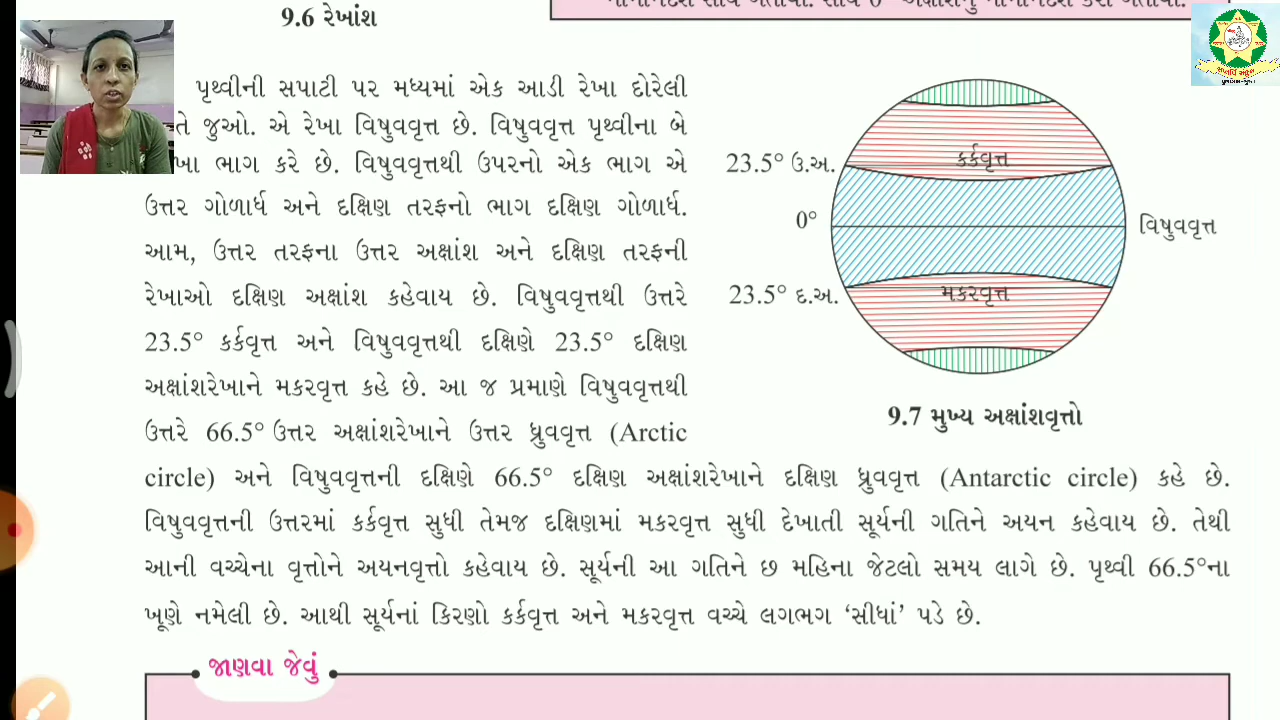 9.6 રેખાંશ
પૃથ્વીની સપાટી પર મધ્યમાં એક આડી રેખા દોરેલી
તે જુઓ. એ રેખા વિષુવવૃત્ત છે. વિષુવવૃત્ત પૃથ્વીના બે
ખા ભાગ કરે છે. વિષુવવૃત્તથી ઉપરનો એક ભાગ એ
ઉત્તર ગોળાર્ધ અને દક્ષિણ તરફનો ભાગ દક્ષિણ ગોળાર્ધ.
આમ, ઉત્તર તરફના ઉત્તર અક્ષાંશ અને દક્ષિણ તરફની
રેખાઓ દક્ષિણ અક્ષાંશ કહેવાય છે. વિષુવવૃત્તથી ઉત્તરે
23.5° કર્કવૃત્ત અને વિષુવવૃત્તથી દક્ષિણે 23.5° દક્ષિણ
અક્ષાંશરેખાને મકરવૃત્ત કહે છે. આ જ પ્રમાણે વિષુવવૃત્તથી
ઉત્તરે 66.5° ઉત્તર અક્ષાંશરેખાને ઉત્તર ધ્રુવવૃત્ત (Arctic
circle) અને વિષુવવૃત્તની દક્ષિણે 66.5° દક્ષિણ અક્ષાંશરેખાને દક્ષિણ ધ્રુવવૃત્ત (Antarctic circle) કહે છે.
વિષુવવૃત્તની ઉત્તરમાં કર્કવૃત્ત સુધી તેમજ દક્ષિણમાં મકરવૃત્ત સુધી દેખાતી સૂર્યની ગતિને અયન કહેવાય છે. તેથી
આની વચ્ચેના વૃત્તોને અયનવૃત્તો કહેવાય છે. સૂર્યની આ ગતિને છ મહિના જેટલો સમય લાગે છે. પૃથ્વી 66.5°ના
ખૂણે નમેલી છે. આથી સૂર્યનાં કિરણો કર્કવૃત્ત અને મકરવૃત્ત વચ્ચે લગભગ ‘સીધાં’ પડે છે.
23.5° ઉ.અ.
કર્કવૃત્ત
0°
વિષુવવૃત્ત
23.5° દ.અ.
મકરવૃત્ત
9.7 મુખ્ય અક્ષાંશવૃત્તો
જાણવા જેવું